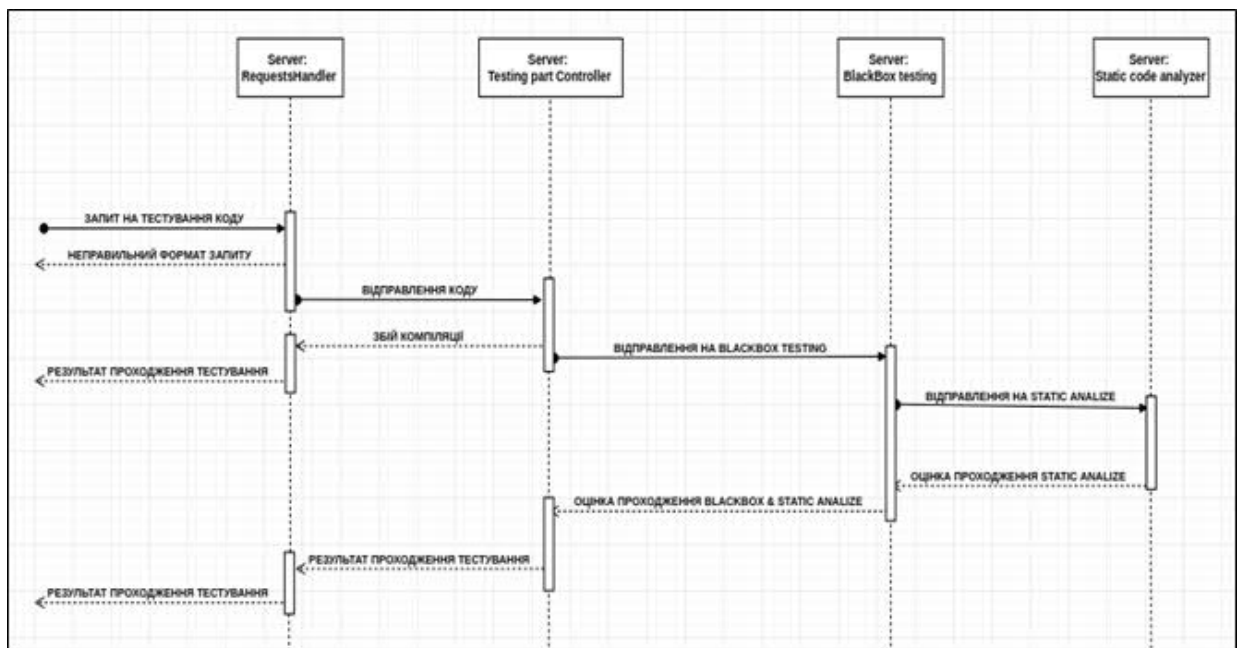 Server:
RequestsHandler
Server:
Testing part Controller
Server:
BlackBox testing
Server:
Static code analyzer
ЗАПИТ НА ТЕСТУВАННЯ КОДУ
НЕПРАВИЛЬНИЙ ФОРМАТ ЗАПИТУ
ВІДПРАВЛЕННЯ КОДУ
ЗБІЙ КОМПІЛЯЦІЇ
ВІДПРАВЛЕННЯ НА BLACKBOX TESTING
РЕЗУЛЬТАТ ПРОХОДЖЕННЯ ТЕСТУВАННЯ
ВІДПРАВЛЕННЯ НА STATIC ANALIZE
ОЦІНКА ПРОХОДЖЕННЯ STATIC ANALIZE
ОЦІНКА ПРОХОДЖЕННЯ BLACKBOX & STATIC ANALIZE
РЕЗУЛЬТАТ ПРОХОДЖЕННЯ ТЕСТУВАННЯ
РЕЗУЛЬТАТ ПРОХОДЖЕННЯ ТЕСТУВАННЯ